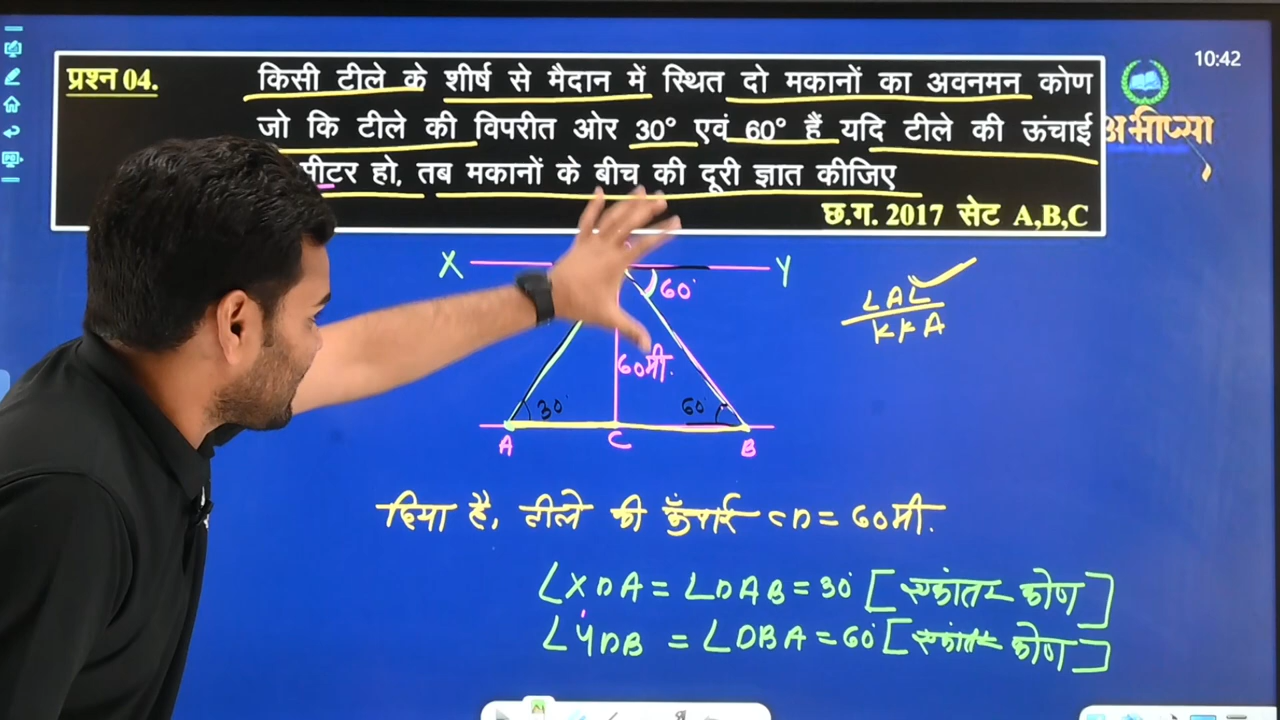 10:42
प्रश्न 04. किसी टीले के शीर्ष से मैदान में स्थित दो मकानों का अवनमन कोण
जो कि टीले की विपरीत ओर 30° एवं 60° हैं यदि टीले की ऊंचाई
मीटर हो, तब मकानों के बीच की दूरी ज्ञात कीजिए
छ.ग. 2017 सेट A,B,C
अभीप्सा
X Y
60°
LAL
KKA
60मी.
30° 60°
A C B
दिया है, टीले की ऊँचाई CD = 60मी.
∠XDA = ∠DAB = 30° [एकांतर कोण]
∠YDB = ∠DBA = 60° [एकांतर कोण]